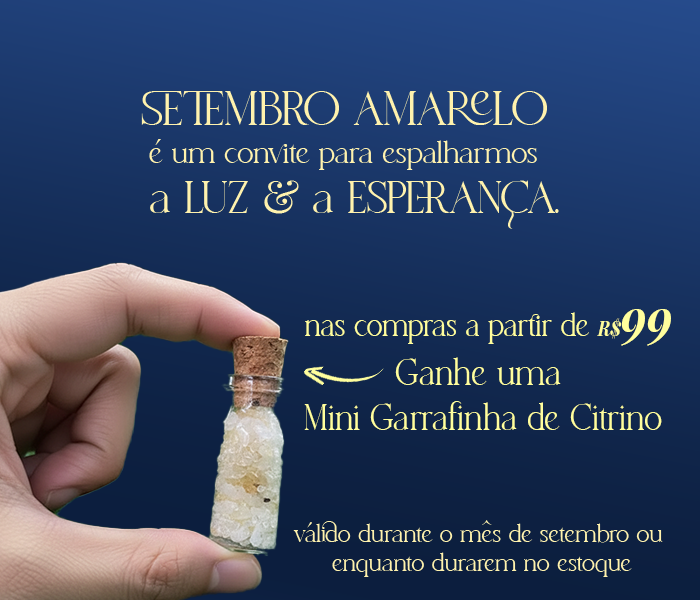 SETEMBRO AMARELO
é um convite para espalharmos
a LUZ & a ESPERANÇA.
nas compras a partir de R$99
Ganhe uma
Mini Garrafinha de Citrino
válido durante o mês de setembro ou
enquanto durarem no estoque